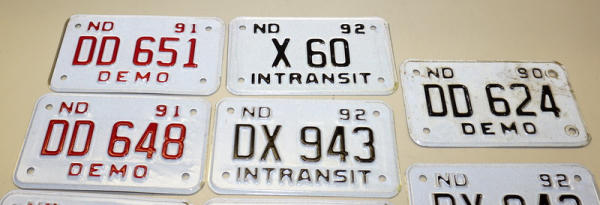 ND 91
DD 651
DEMO
ND 92
X 60
INTRANSIT
ND 90
DD 624
DEMO
ND 91
DD 648
DEMO
ND 92
DX 943
INTRANSIT
ND 92